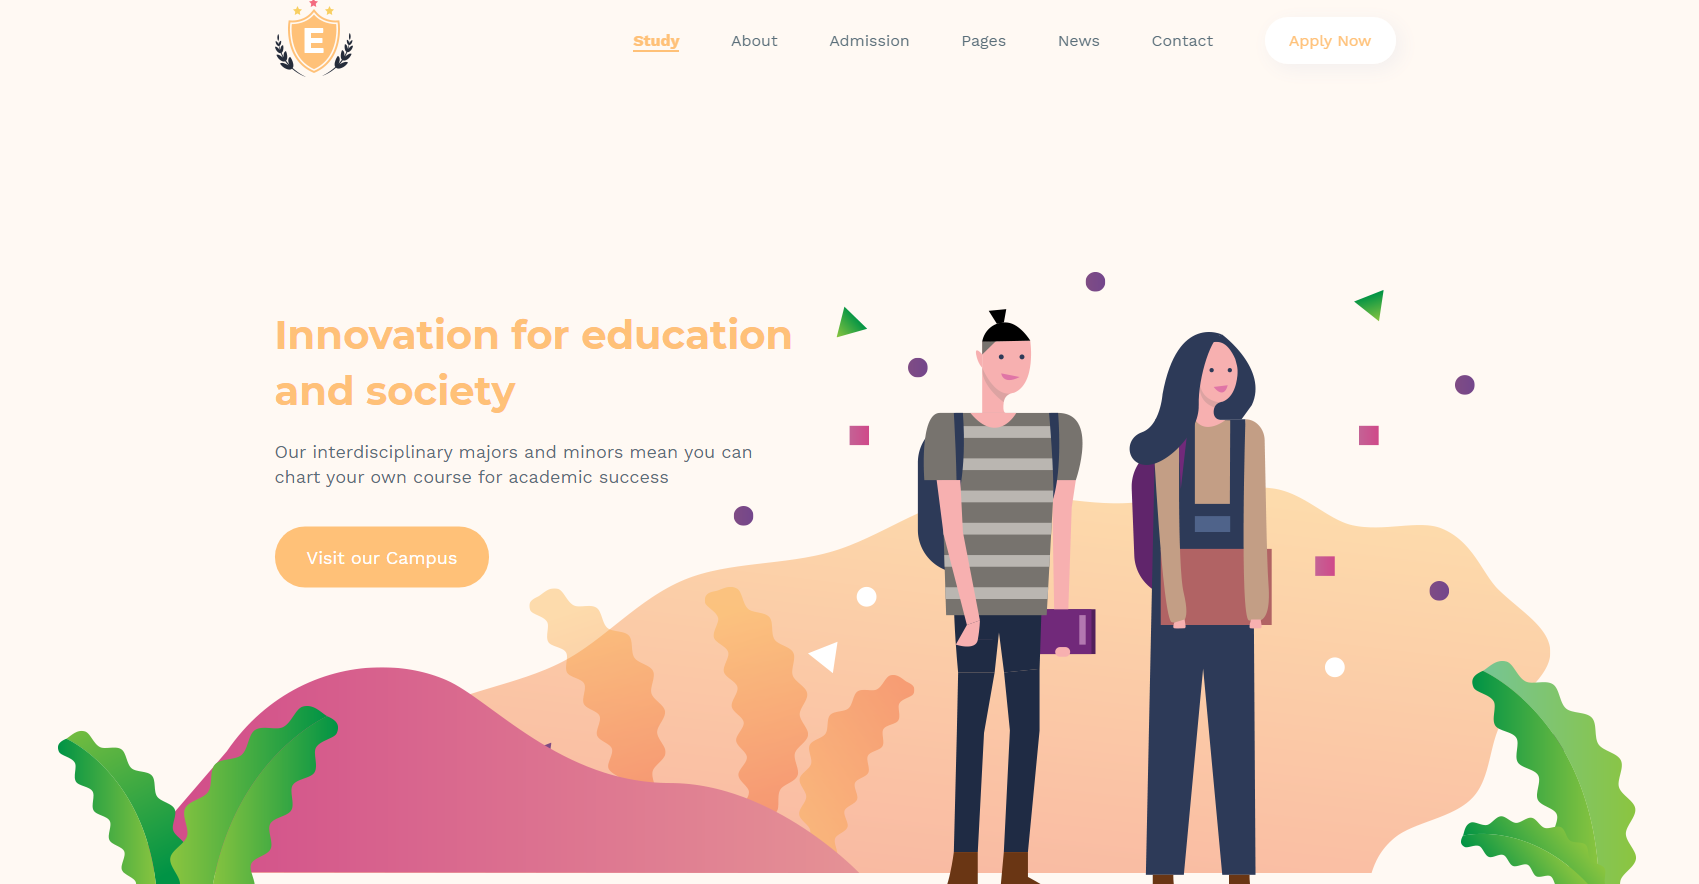 E
Study
About
Admission
Pages
News
Contact
Apply Now
Innovation for education
and society
Our interdisciplinary majors and minors mean you can
chart your own course for academic success
Visit our Campus